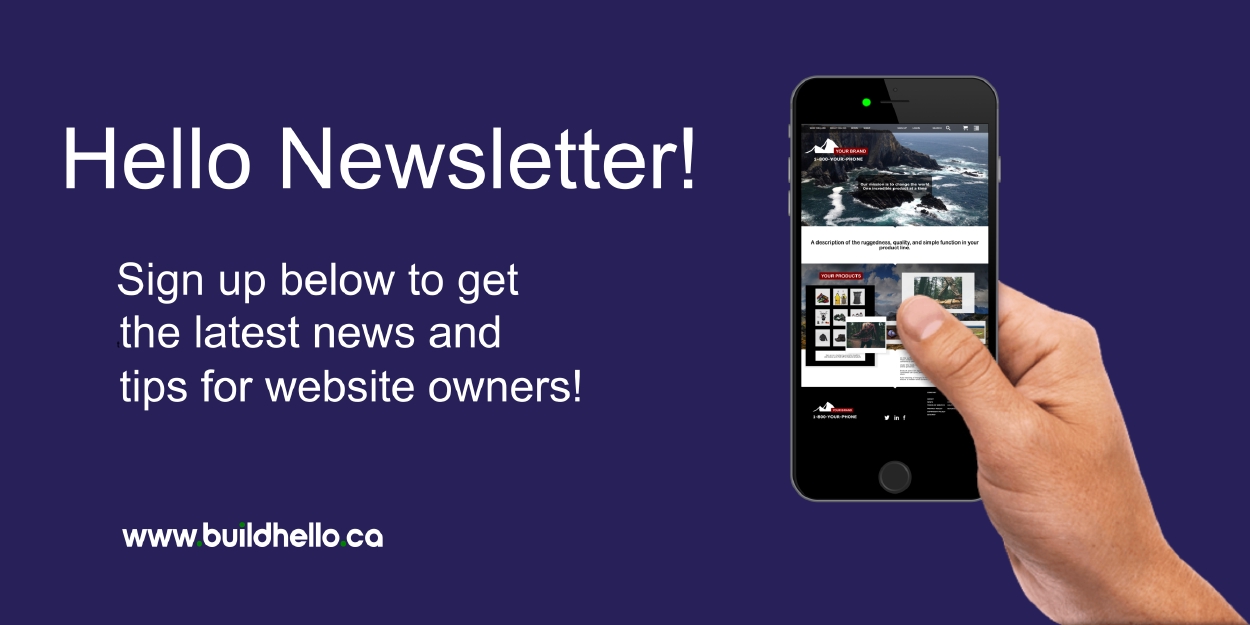 Hello Newsletter!
Sign up below to get
the latest news and
tips for website owners!
www.buildhello.ca
YOUR BRAND
1-800-YOUR-PHONE
Our mission is to change the world
One incredible product at a time
A description of the ruggedness, quality, and simple function in your
product line.
YOUR PRODUCTS
YOUR BRAND
1-800-YOUR-PHONE